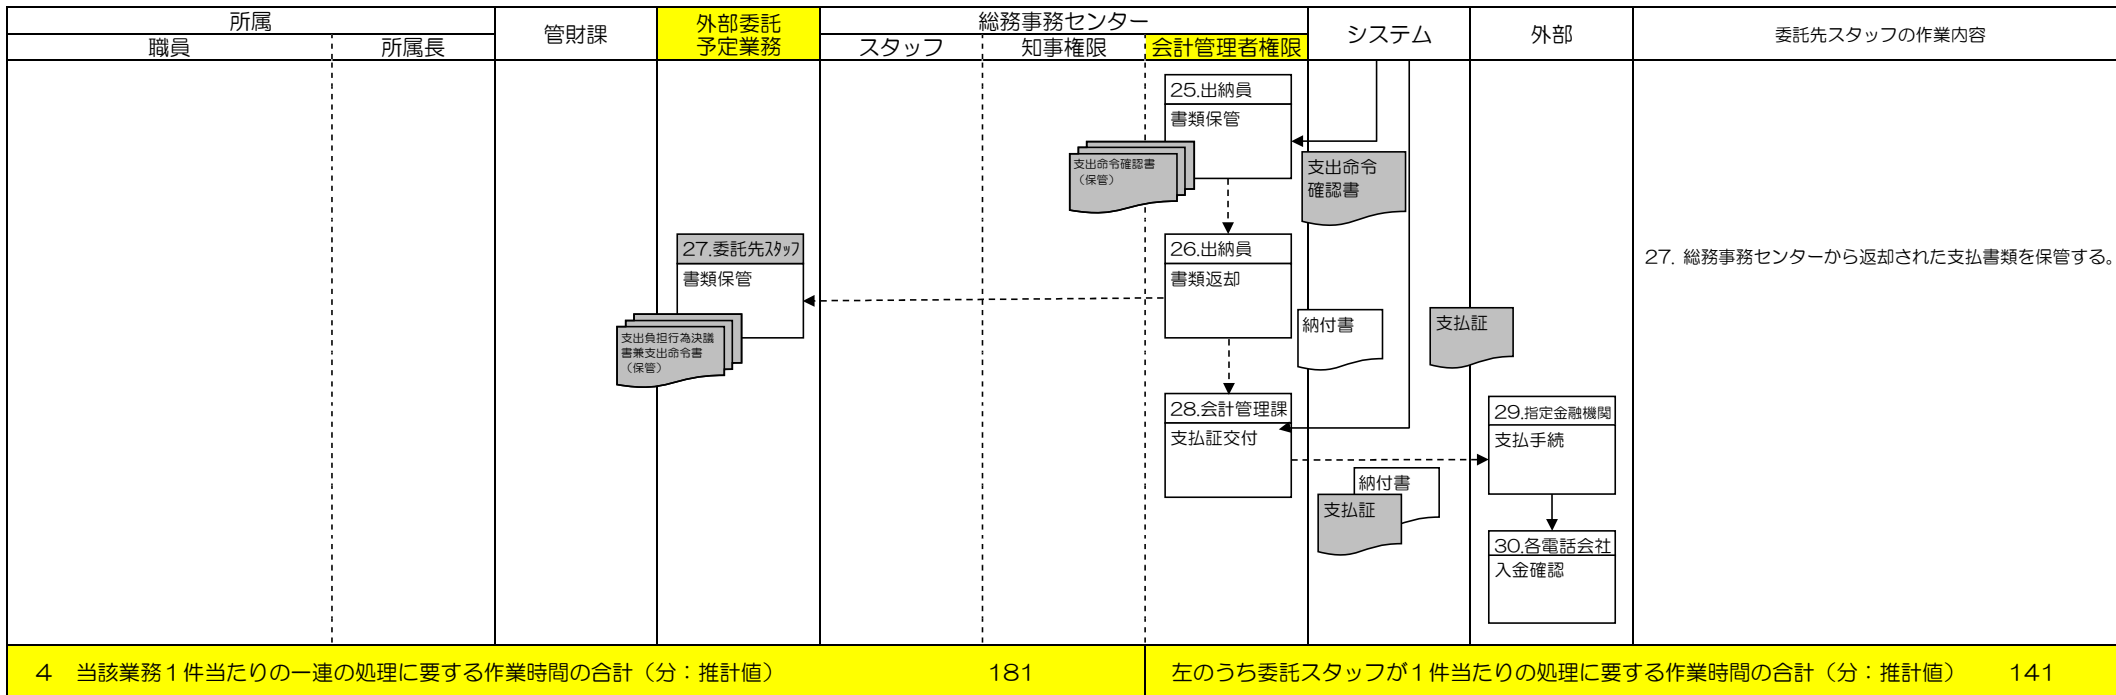 所属
職員
所属長
管財課
外部委託
予定業務
総務事務センター
スタッフ
知事権限
会計管理者権限
システム
外部
委託先スタッフの作業内容
25.出納員
書類保管
支出命令確認書
（保管）
支出命令
確認書
27.委託先ｽﾀｯﾌ
書類保管
支出負担行為決議
書兼支出命令書
（保管）
26.出納員
書類返却
納付書
支払証
27. 総務事務センターから返却された支払書類を保管する。
28.会計管理課
支払証交付
納付書
支払証
29.指定金融機関
支払手続
30.各電話会社
入金確認
4　当該業務１件当たりの一連の処理に要する作業時間の合計（分：推計値）　181
左のうち委託スタッフが１件当たりの処理に要する作業時間の合計（分：推計値）　141